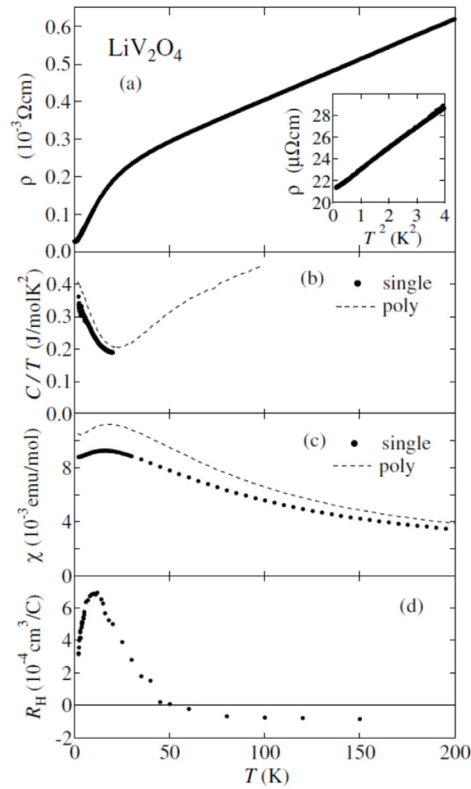 LiV₂O₄
(a)
ρ (10⁻³Ωcm)
0.6
0.5
0.4
0.3
0.2
0.1
0.0
ρ (μΩcm)
28
26
24
22
20
0 1 2 3 4
T² (K²)
(b)
single
poly
C/T (J/molK²)
0.4
0.3
0.2
0.1
0.0
(c)
single
poly
χ (10⁻³emu/mol)
8
4
0
(d)
R_H (10⁻⁴cm³/C)
6
4
2
0
-2
0 50 100 150 200
T (K)